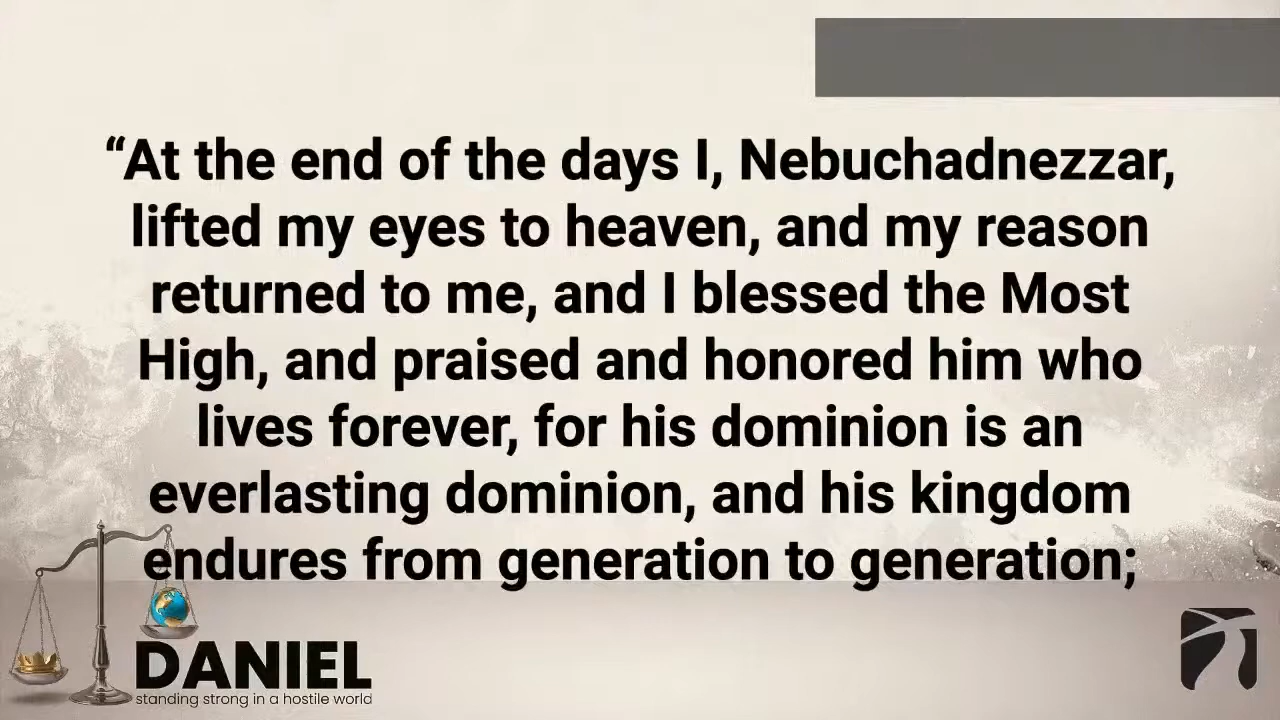 “At the end of the days I, Nebuchadnezzar,
lifted my eyes to heaven, and my reason
returned to me, and I blessed the Most
High, and praised and honored him who
lives forever, for his dominion is an
everlasting dominion, and his kingdom
endures from generation to generation;
DANIEL
standing strong in a hostile world